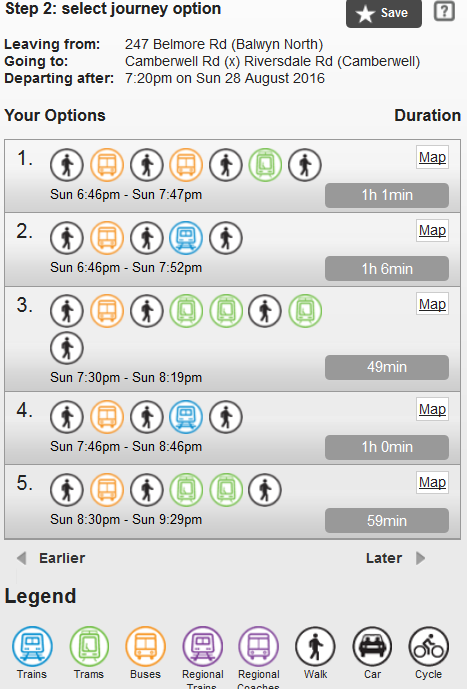 Step 2: select journey option
Save
?
Leaving from: 247 Belmore Rd (Balwyn North)
Going to: Camberwell Rd (x) Riversdale Rd (Camberwell)
Departing after: 7:20pm on Sun 28 August 2016
Your Options Duration
1. Map
Sun 6:46pm - Sun 7:47pm 1h 1min
2. Map
Sun 6:46pm - Sun 7:52pm 1h 6min
3. Map
Sun 7:30pm - Sun 8:19pm 49min
4. Map
Sun 7:46pm - Sun 8:46pm 1h 0min
5. Map
Sun 8:30pm - Sun 9:29pm 59min
Earlier Later
Legend
Trains Trams Buses Regional Trains Regional Coaches Walk Car Cycle